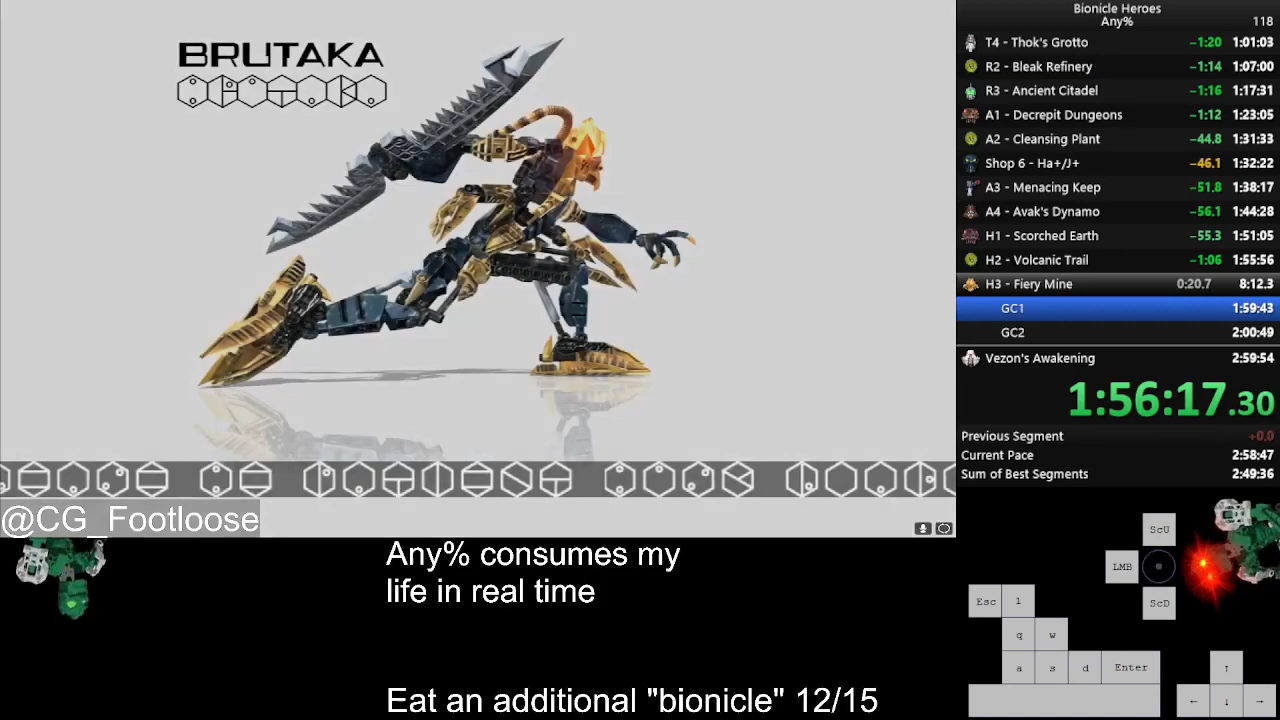 BRUTAKA
@CG_Footloose
Any% consumes my
life in real time
Eat an additional "bionicle" 12/15
Bionicle Heroes
Any% 118
T4 - Thok's Grotto −1:20 1:01:03
R2 - Bleak Refinery −1:14 1:07:00
R3 - Ancient Citadel −1:16 1:17:31
A1 - Decrepit Dungeons −1:12 1:23:05
A2 - Cleansing Plant −44.8 1:31:33
Shop 6 - Ha+/J+ −46.1 1:32:22
A3 - Menacing Keep −51.8 1:38:17
A4 - Avak's Dynamo −56.1 1:44:28
H1 - Scorched Earth −55.3 1:51:05
H2 - Volcanic Trail −1:06 1:55:56
H3 - Fiery Mine 0:20.7 8:12.3
GC1 1:59:43
GC2 2:00:49
Vezon's Awakening 2:59:54
1:56:17.30
Previous Segment +0.0
Current Pace 2:58:47
Sum of Best Segments 2:49:36
ScU
LMB
ScD
Esc 1
q w
a s d Enter ↑
← ↓ →